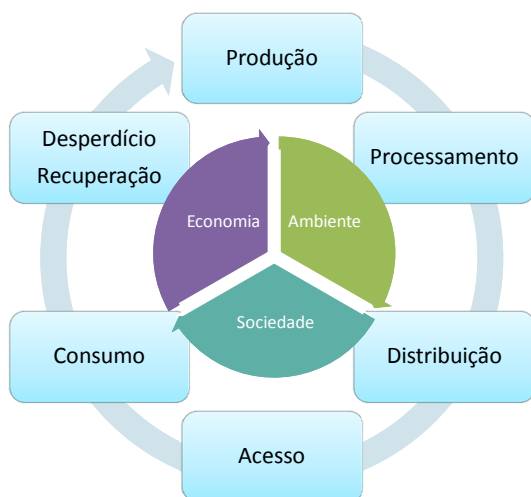 Produção
Processamento
Distribuição
Acesso
Consumo
Desperdício
Recuperação
Economia
Ambiente
Sociedade